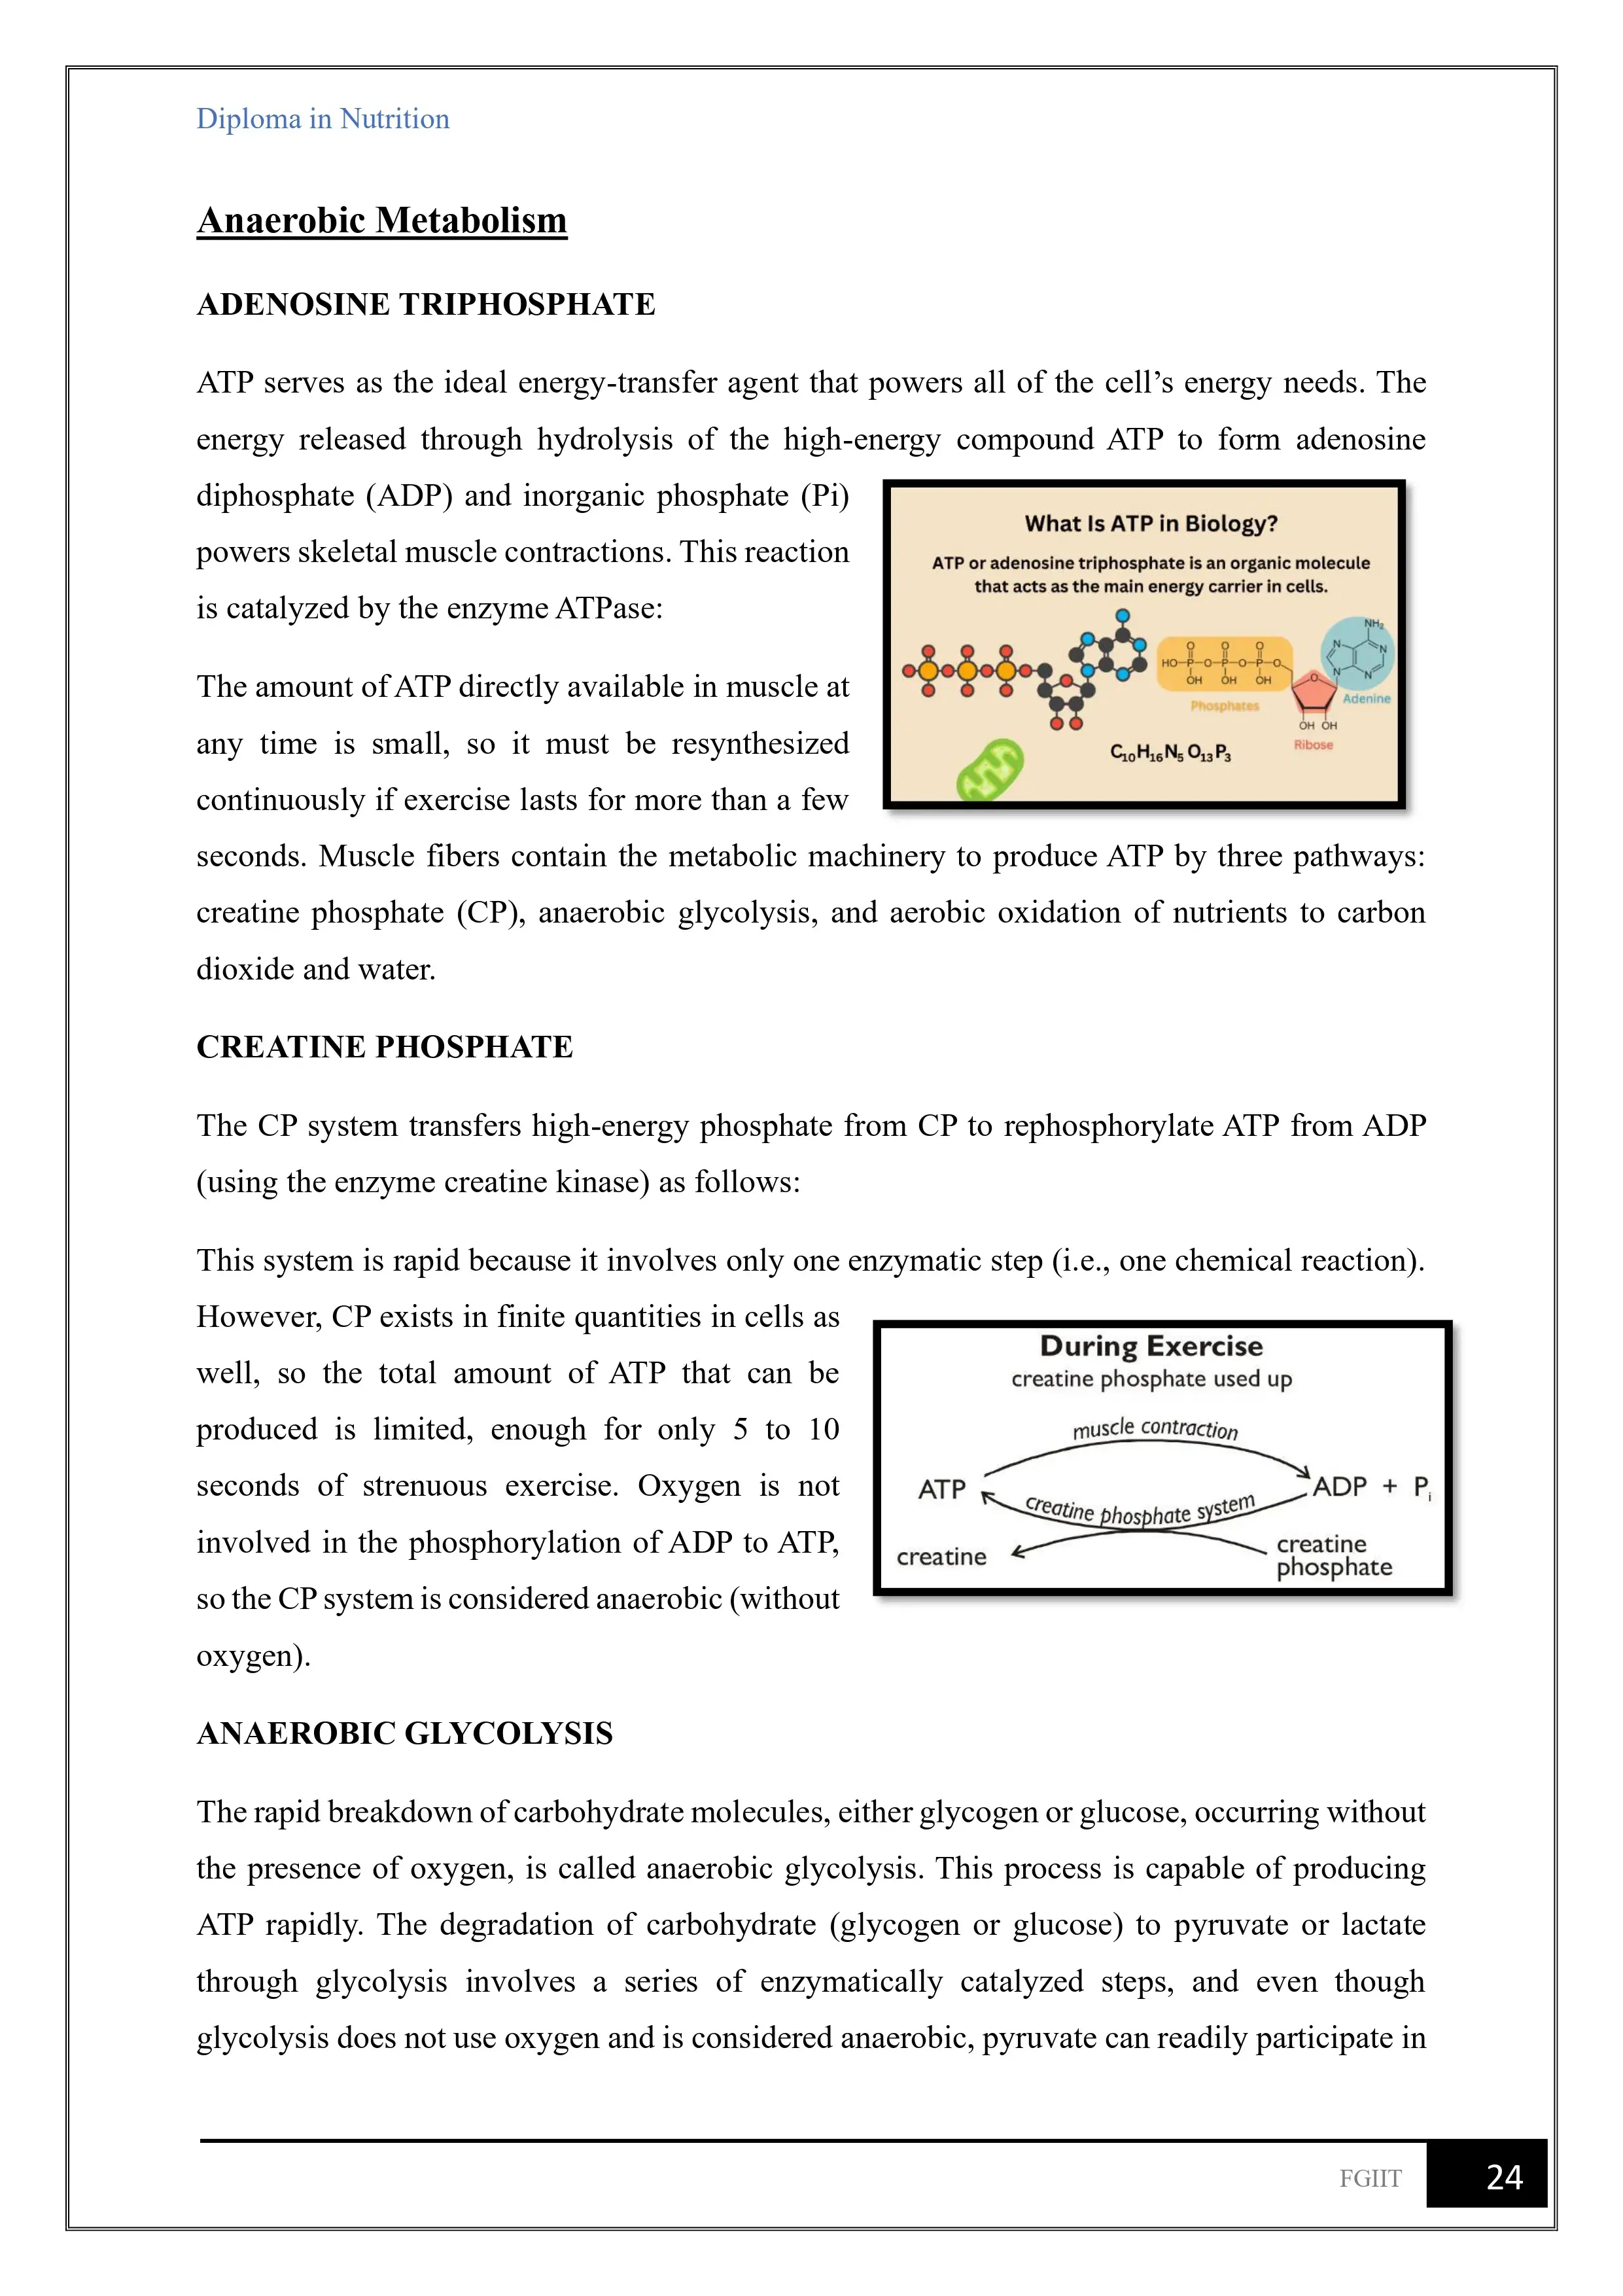 Diploma in Nutrition
Anaerobic Metabolism
ADENOSINE TRIPHOSPHATE
ATP serves as the ideal energy-transfer agent that powers all of the cell’s energy needs. The
energy released through hydrolysis of the high-energy compound ATP to form adenosine
diphosphate (ADP) and inorganic phosphate (Pi)
powers skeletal muscle contractions. This reaction
is catalyzed by the enzyme ATPase:
What Is ATP in Biology?
ATP or adenosine triphosphate is an organic molecule
that acts as the main energy carrier in cells.
NH₂
N N
N N
O O O
HO-P-O-P-O-P-O
OH OH OH
O
Phosphates
Adenine
OH OH
Ribose
C₁₀H₁₆N₅O₁₃P₃
The amount of ATP directly available in muscle at
any time is small, so it must be resynthesized
continuously if exercise lasts for more than a few
seconds. Muscle fibers contain the metabolic machinery to produce ATP by three pathways:
creatine phosphate (CP), anaerobic glycolysis, and aerobic oxidation of nutrients to carbon
dioxide and water.
CREATINE PHOSPHATE
The CP system transfers high-energy phosphate from CP to rephosphorylate ATP from ADP
(using the enzyme creatine kinase) as follows:
This system is rapid because it involves only one enzymatic step (i.e., one chemical reaction).
However, CP exists in finite quantities in cells as
well, so the total amount of ATP that can be
produced is limited, enough for only 5 to 10
seconds of strenuous exercise. Oxygen is not
involved in the phosphorylation of ADP to ATP,
so the CP system is considered anaerobic (without
oxygen).
During Exercise
creatine phosphate used up
muscle contraction
ATP
ADP + Pi
creatine phosphate system
creatine
creatine
phosphate
ANAEROBIC GLYCOLYSIS
The rapid breakdown of carbohydrate molecules, either glycogen or glucose, occurring without
the presence of oxygen, is called anaerobic glycolysis. This process is capable of producing
ATP rapidly. The degradation of carbohydrate (glycogen or glucose) to pyruvate or lactate
through glycolysis involves a series of enzymatically catalyzed steps, and even though
glycolysis does not use oxygen and is considered anaerobic, pyruvate can readily participate in
FGIIT
24